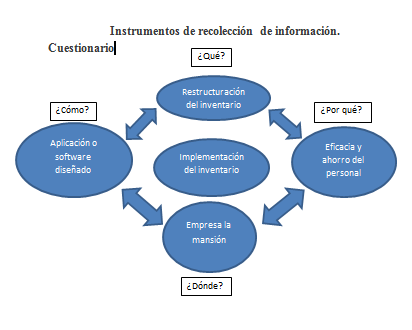 Instrumentos de recolección de información.
Cuestionario
¿Qué?
Restructuración
del inventario
¿Cómo?
¿Por qué?
Aplicación o
software
diseñado
Implementación
del inventario
Eficacia y
ahorro del
personal
Empresa la
mansión
¿Dónde?